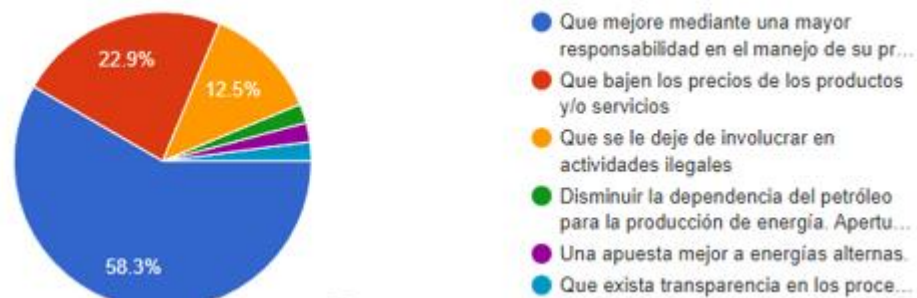 22.9%
12.5%
58.3%
Que mejore mediante una mayor
responsabilidad en el manejo de su pr...
Que bajen los precios de los productos
y/o servicios
Que se le deje de involucrar en
actividades ilegales
Disminuir la dependencia del petróleo
para la producción de energía. Apertu...
Una apuesta mejor a energías alternas.
Que exista transparencia en los proce...